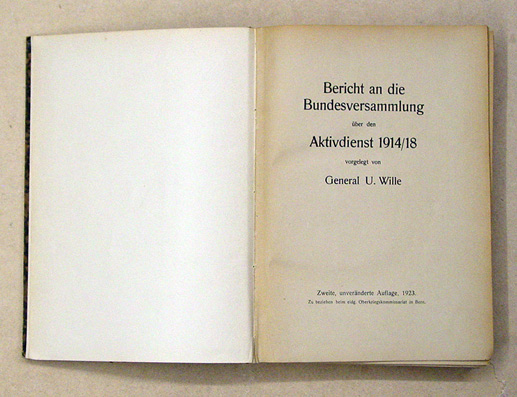 Bericht an die
Bundesversammlung
über den
Aktivdienst 1914/18
vorgelegt von
General U. Wille
Zweite, unveränderte Auflage, 1923.
Zu beziehen beim eidg. Oberkriegskommissariat in Bern.